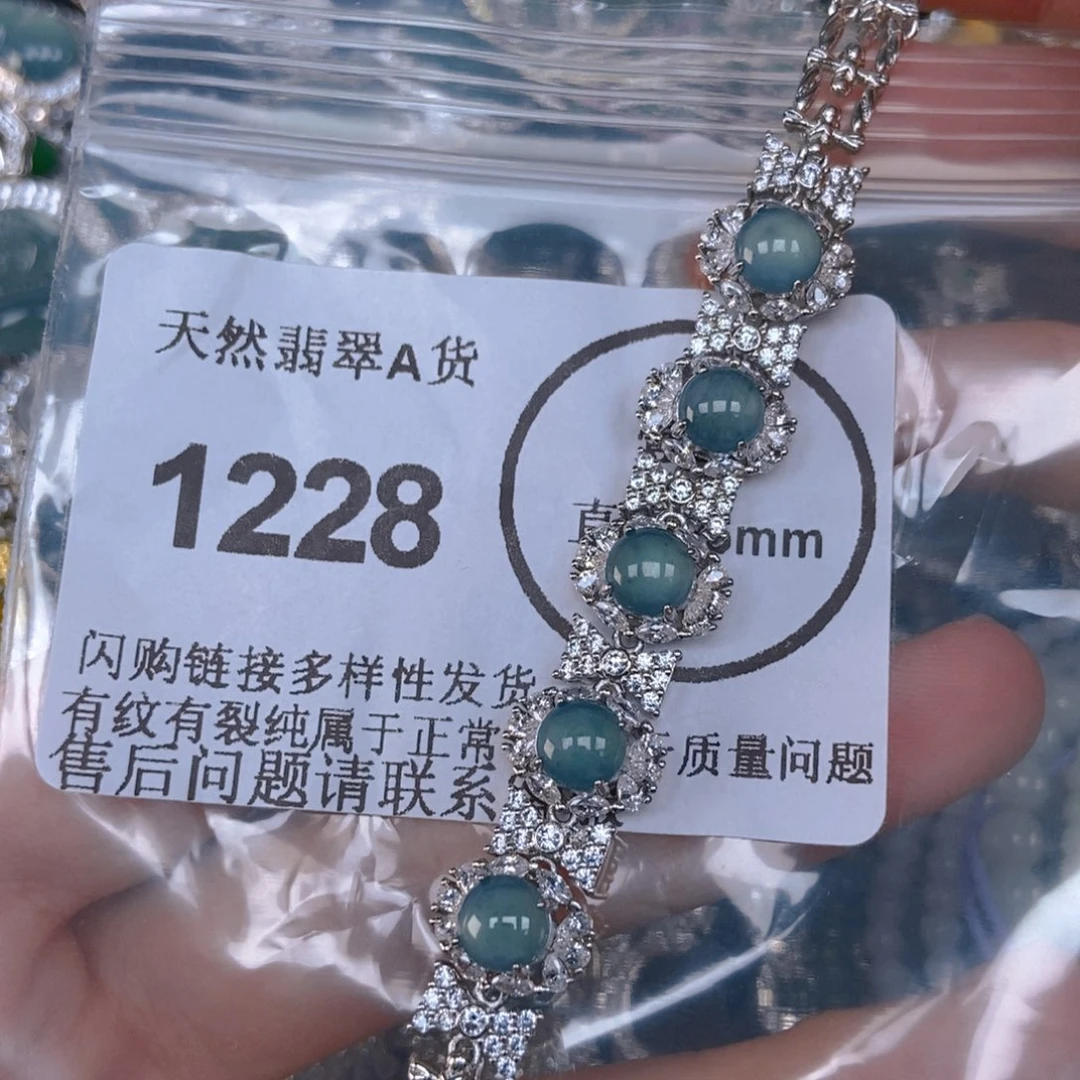 天然翡翠A货
1228
直 mm
闪购链接多样性发货
有纹有裂纯属于正常 质量问题
售后问题请联系